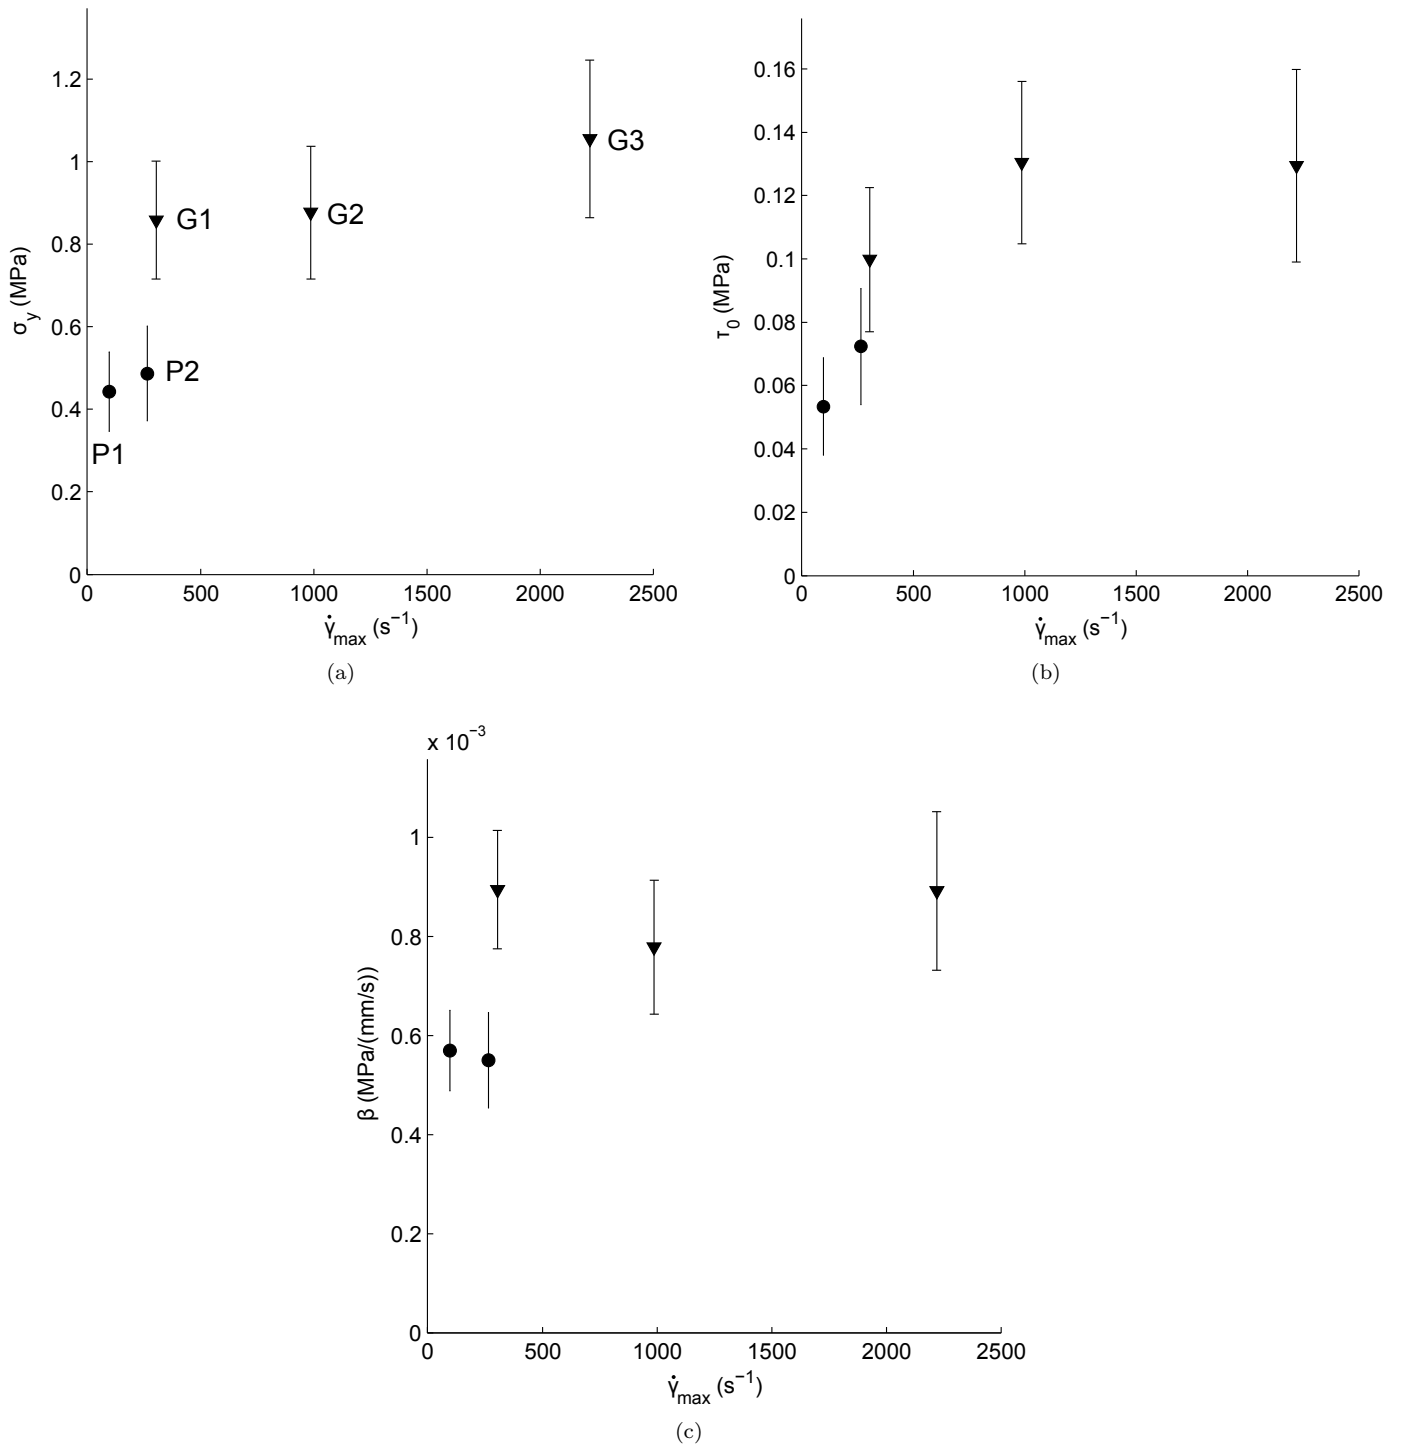 1.2
1
0.8
0.6
0.4
0.2
0
0 500 1000 1500 2000 2500
σy (MPa)
γ̇max (s−1)
G1
G2
G3
P1
P2
(a)
0.16
0.14
0.12
0.1
0.08
0.06
0.04
0.02
0
0 500 1000 1500 2000 2500
τ0 (MPa)
γ̇max (s−1)
(b)
x 10−3
1
0.8
0.6
0.4
0.2
0
0 500 1000 1500 2000 2500
β (MPa/(mm/s))
γ̇max (s−1)
(c)